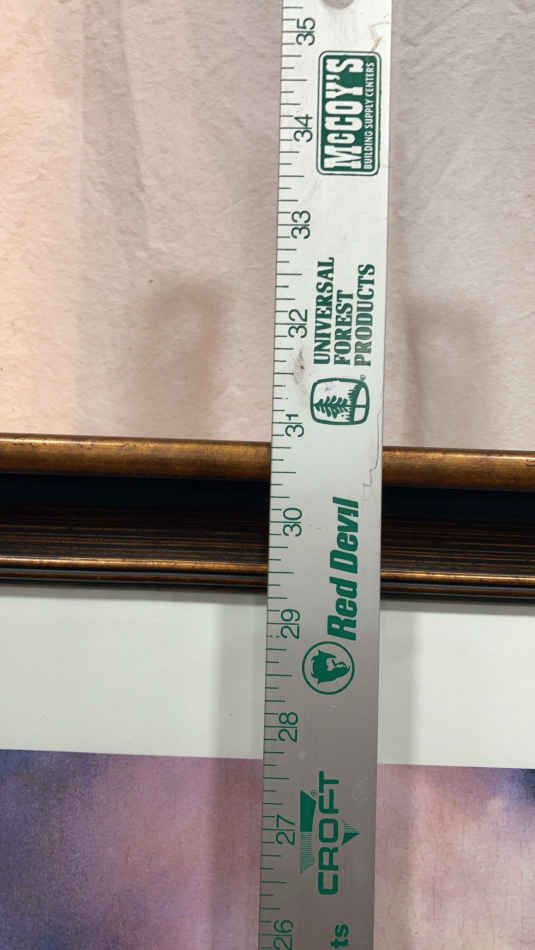 35
McCOY'S
BUILDING SUPPLY CENTERS
34
33
UNIVERSAL
FOREST
PRODUCTS
®
32
31
30
Red Devil
29
28
®
CROFT
27
ts
26